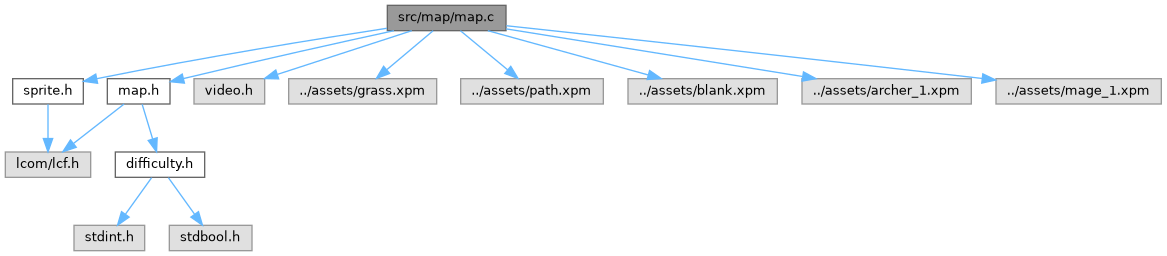 src/map/map.c
sprite.h
map.h
video.h
../assets/grass.xpm
../assets/path.xpm
../assets/blank.xpm
../assets/archer_1.xpm
../assets/mage_1.xpm
lcom/lcf.h
difficulty.h
stdint.h
stdbool.h